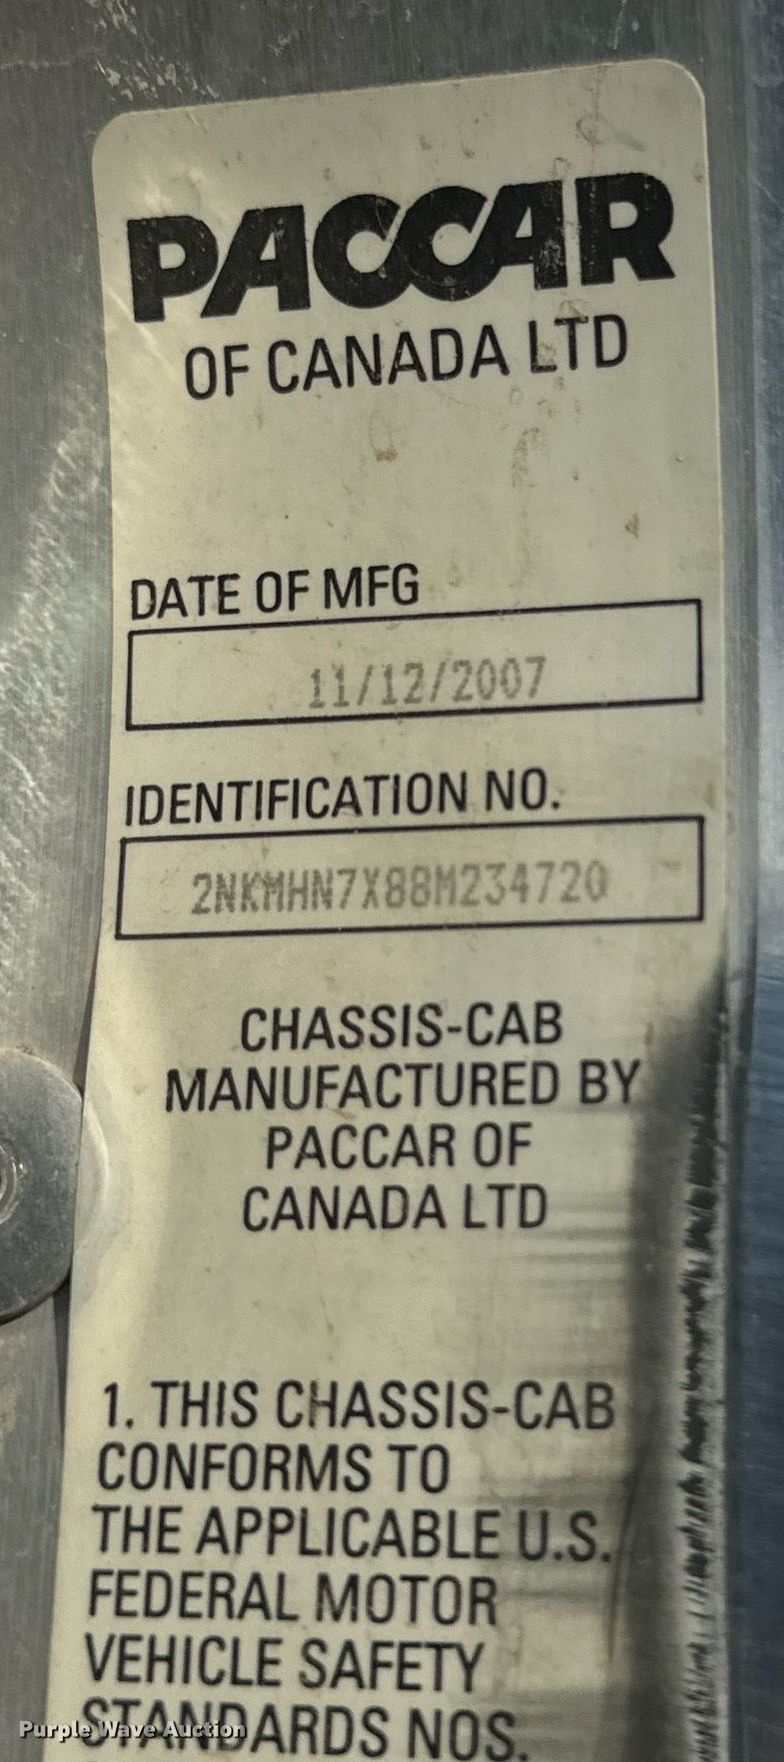 PACCAR
OF CANADA LTD
DATE OF MFG
11/12/2007
IDENTIFICATION NO.
2NKMHN7X88M234720
CHASSIS-CAB
MANUFACTURED BY
PACCAR OF
CANADA LTD
1. THIS CHASSIS-CAB
CONFORMS TO
THE APPLICABLE U.S.
FEDERAL MOTOR
VEHICLE SAFETY
STANDARDS NOS.
Purple Wave Auction